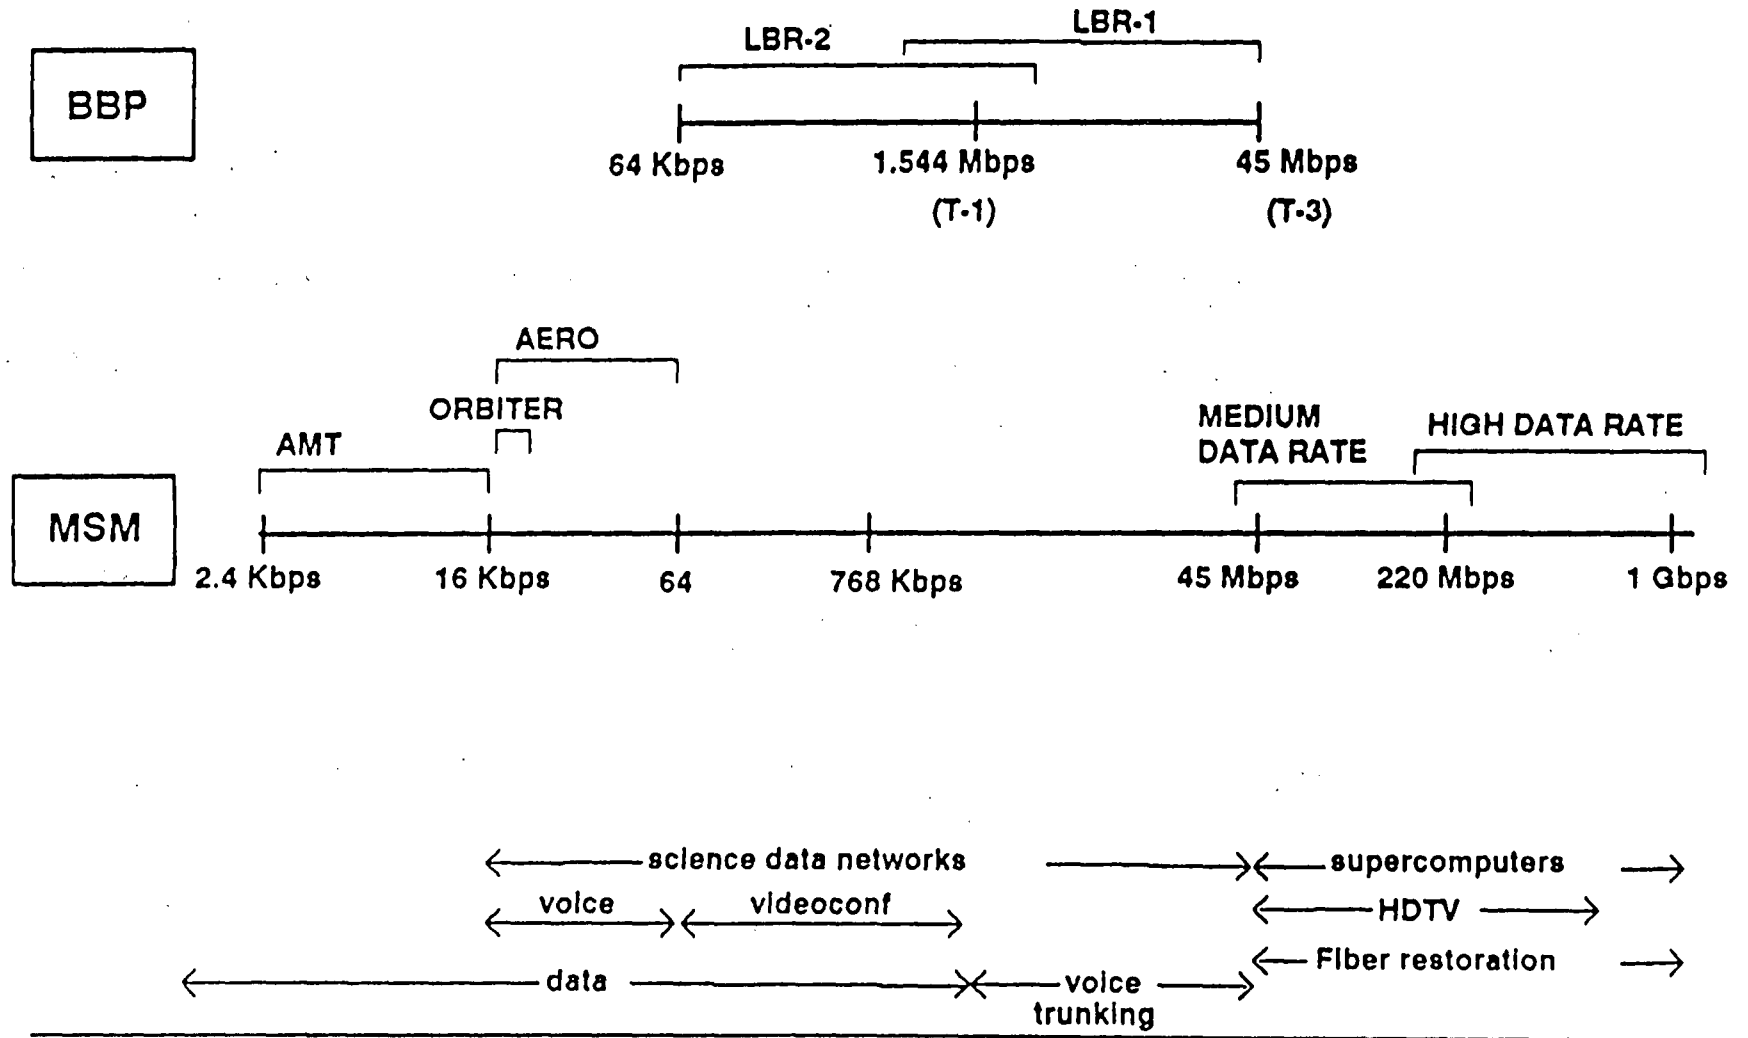 LBR-1
LBR-2
BBP
64 Kbps 1.544 Mbps 45 Mbps
(T-1) (T-3)
AERO
ORBITER
AMT
MEDIUM
DATA RATE
HIGH DATA RATE
MSM
2.4 Kbps 16 Kbps 64 768 Kbps 45 Mbps 220 Mbps 1 Gbps
science data networks supercomputers
voice videoconf HDTV
Fiber restoration
data voice
trunking